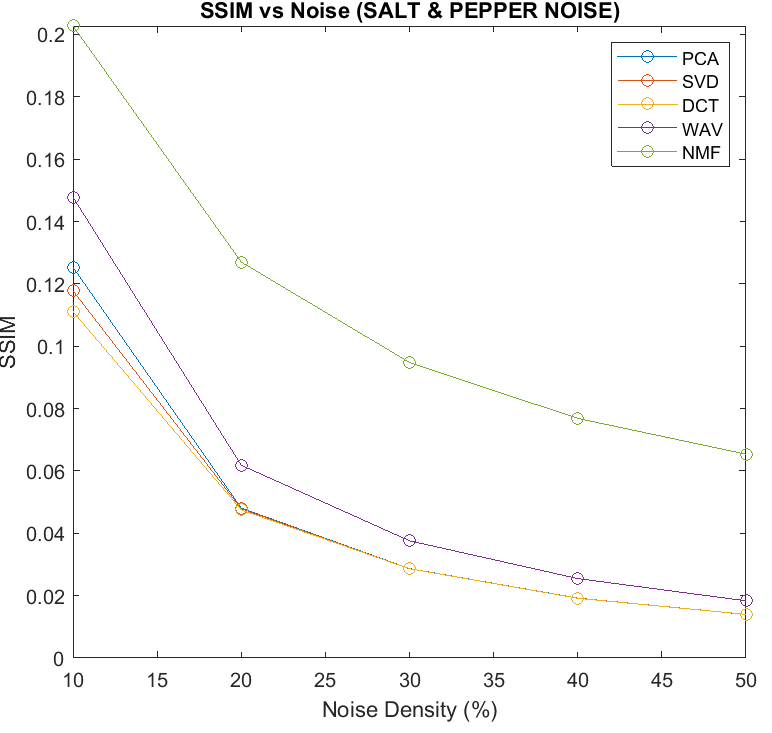 SSIM vs Noise (SALT & PEPPER NOISE)
0.2
0.18
0.16
0.14
0.12
0.1
0.08
0.06
0.04
0.02
0
SSIM
PCA
SVD
DCT
WAV
NMF
10 15 20 25 30 35 40 45 50
Noise Density (%)